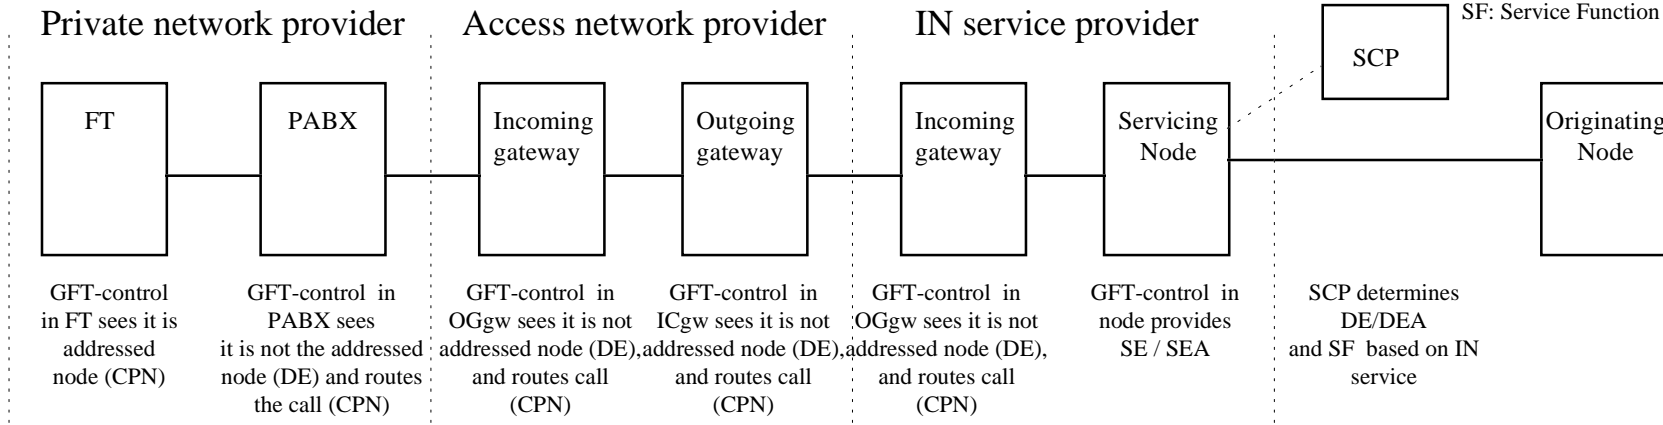 Private network provider
Access network provider
IN service provider
SF: Service Function
SCP
FT
PABX
Incoming
gateway
Outgoing
gateway
Incoming
gateway
Servicing
Node
Originating
Node
GFT-control
in FT sees it is
addressed
node (CPN)
GFT-control in
PABX sees
it is not the addressed
node (DE) and routes
the call (CPN)
GFT-control in
OGgw sees it is not
addressed node (DE),
and routes call
(CPN)
GFT-control in
ICgw sees it is not
addressed node (DE),
and routes call
(CPN)
GFT-control in
OGgw sees it is not
addressed node (DE),
and routes call
(CPN)
GFT-control in
node provides
SE / SEA
SCP determines
DE/DEA
and SF based on IN
service